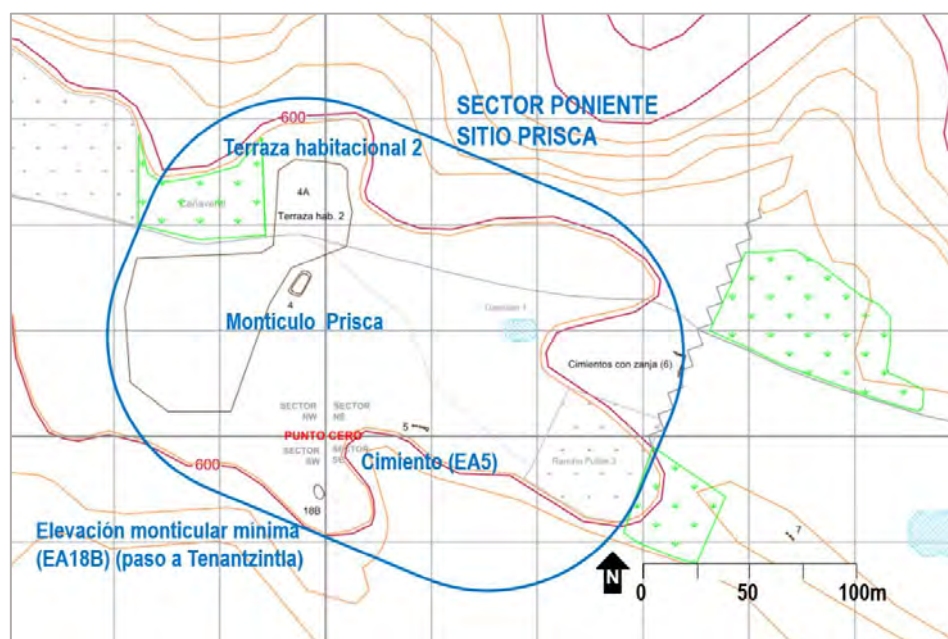 SECTOR PONIENTE
SITIO PRISCA
600
Terraza habitacional 2
4A
Cañaveral
Terraza hab. 2
4
Montículo Prisca
Cimientos con zanja (6)
SECTOR
NW
SECTOR
NE
5
PUNTO CERO
SECTOR
SW
SECTOR
SE
600
Cimiento (EA5)
18B
Elevación monticular mínima
(EA18B) (paso a Tenantzintla)
7
N
0
50
100m